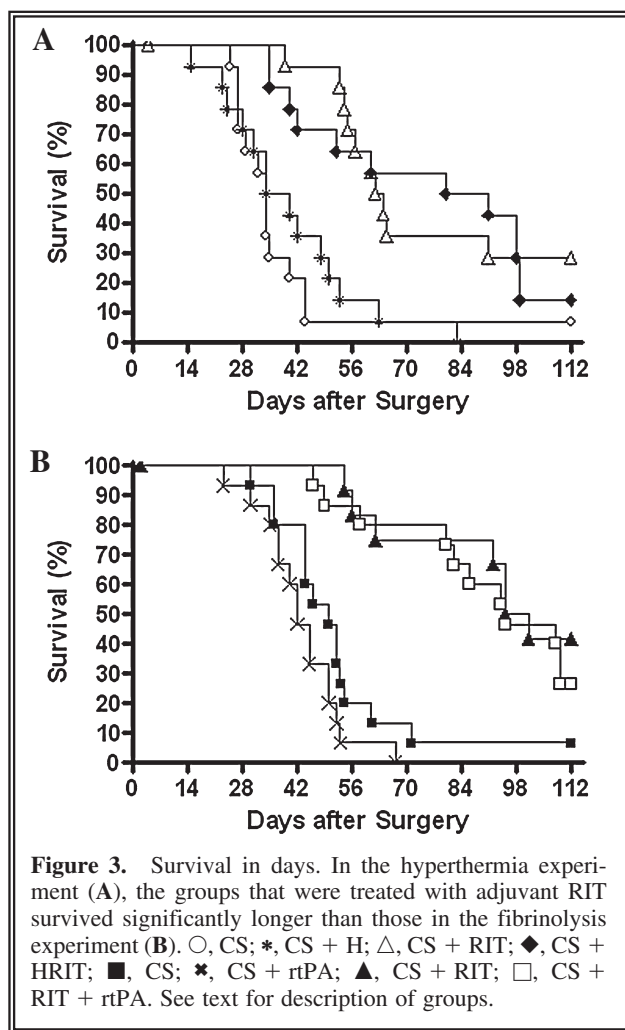 A
100
90
80
70
60
50
40
30
20
10
0
Survival (%)
0 14 28 42 56 70 84 98 112
Days after Surgery
B
100
90
80
70
60
50
40
30
20
10
0
Survival (%)
0 14 28 42 56 70 84 98 112
Days after Surgery
Figure 3. Survival in days. In the hyperthermia experi-
ment (A), the groups that were treated with adjuvant RIT
survived significantly longer than those in the fibrinolysis
experiment (B). ○, CS; *, CS + H; △, CS + RIT; ◆, CS +
HRIT; ■, CS; ✖, CS + rtPA; ▲, CS + RIT; □, CS +
RIT + rtPA. See text for description of groups.